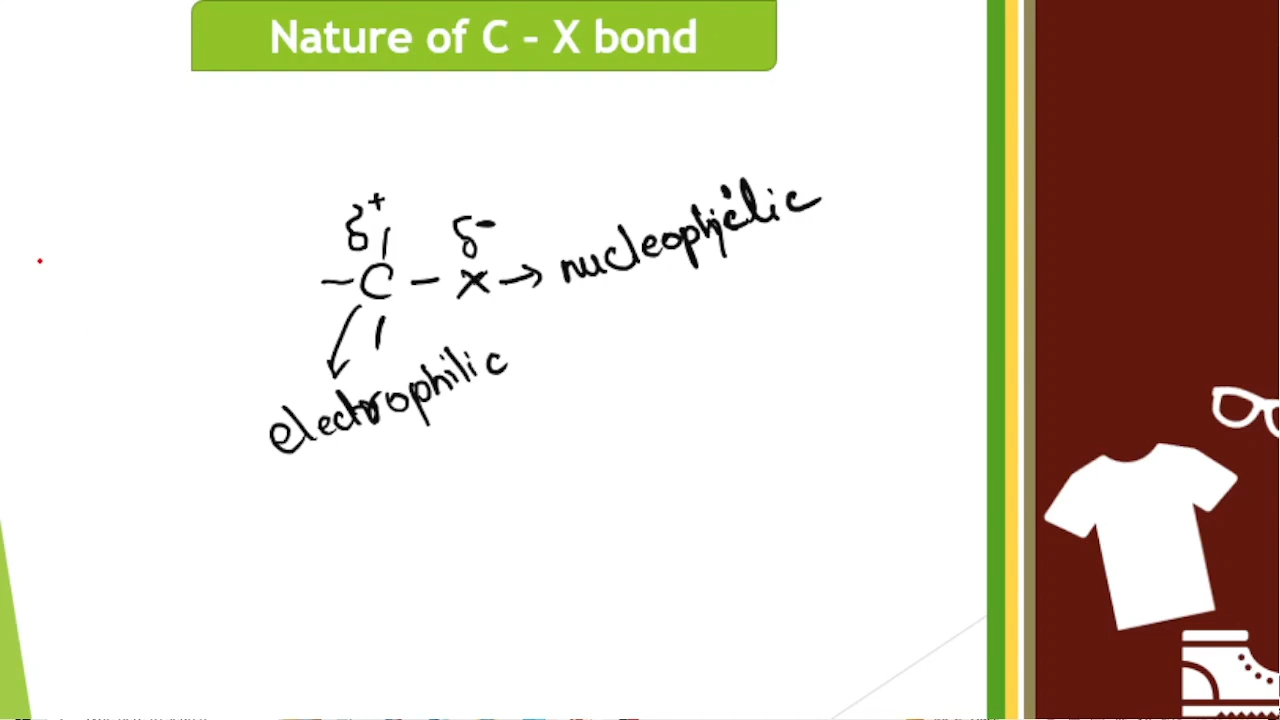 Nature of C – X bond
δ+ δ-
– C – X → nucleophilic
electrophilic